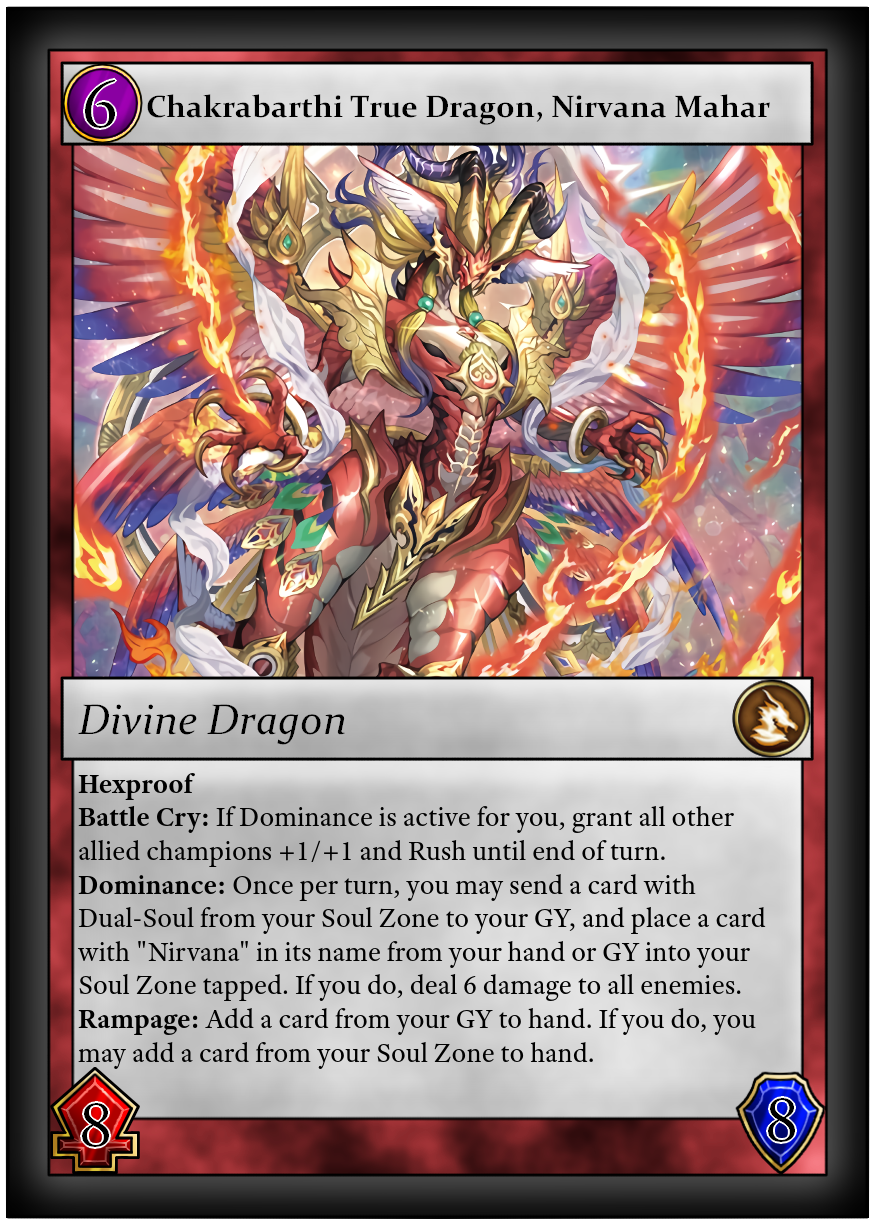 6
Chakrabarthi True Dragon, Nirvana Mahar
Divine Dragon
Hexproof
Battle Cry: If Dominance is active for you, grant all other
allied champions +1/+1 and Rush until end of turn.
Dominance: Once per turn, you may send a card with
Dual-Soul from your Soul Zone to your GY, and place a card
with "Nirvana" in its name from your hand or GY into your
Soul Zone tapped. If you do, deal 6 damage to all enemies.
Rampage: Add a card from your GY to hand. If you do, you
may add a card from your Soul Zone to hand.
8
8